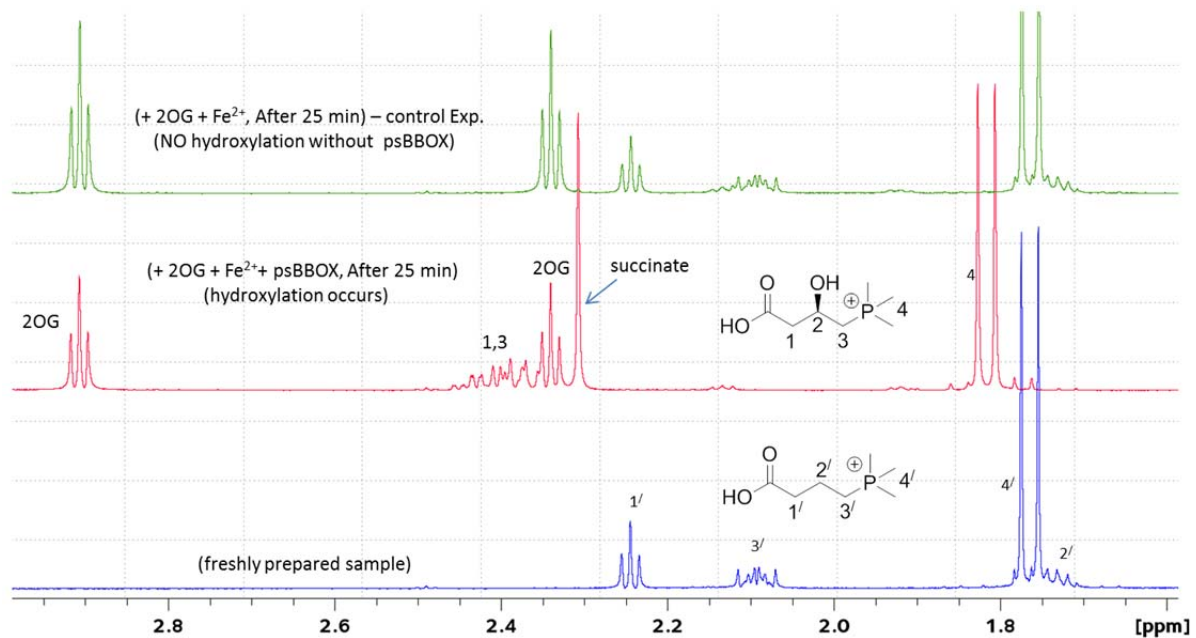 (+ 2OG + Fe²⁺, After 25 min) – control Exp.
(NO hydroxylation without psBBOX)
(+ 2OG + Fe²⁺+ psBBOX, After 25 min)
(hydroxylation occurs)
2OG
1,3
2OG
succinate
O
OH
HO
1
2
3
P
⊕
4
4
O
HO
1/
2/
3/
P
⊕
4/
(freshly prepared sample)
1/
3/
4/
2/
2.8 2.6 2.4 2.2 2.0 1.8 [ppm]